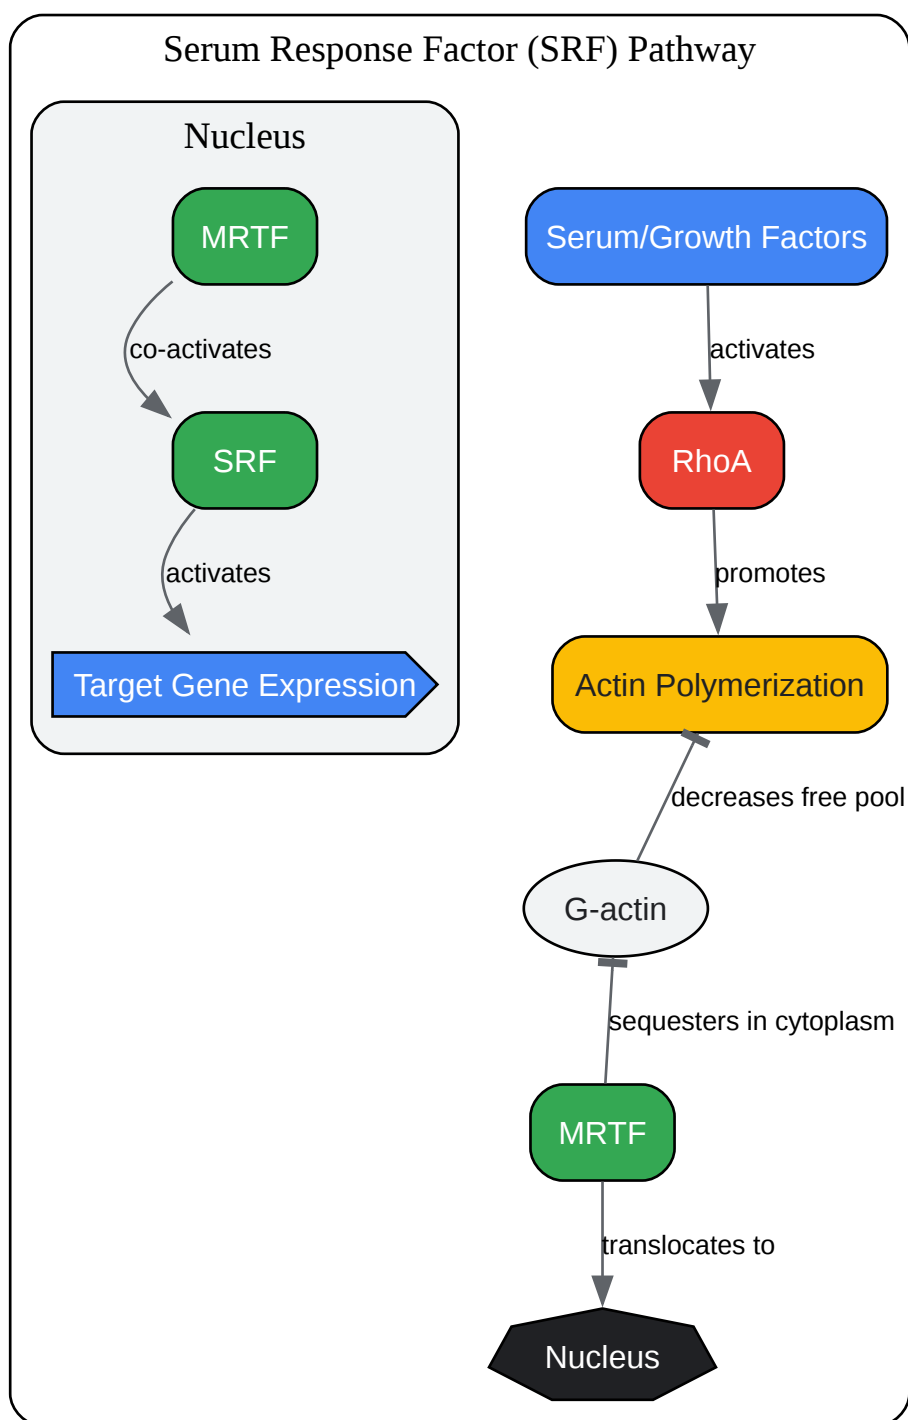 Serum Response Factor (SRF) Pathway
Nucleus
MRTF
co-activates
SRF
activates
Target Gene Expression
Serum/Growth Factors
activates
RhoA
promotes
Actin Polymerization
decreases free pool
G-actin
sequesters in cytoplasm
MRTF
translocates to
Nucleus